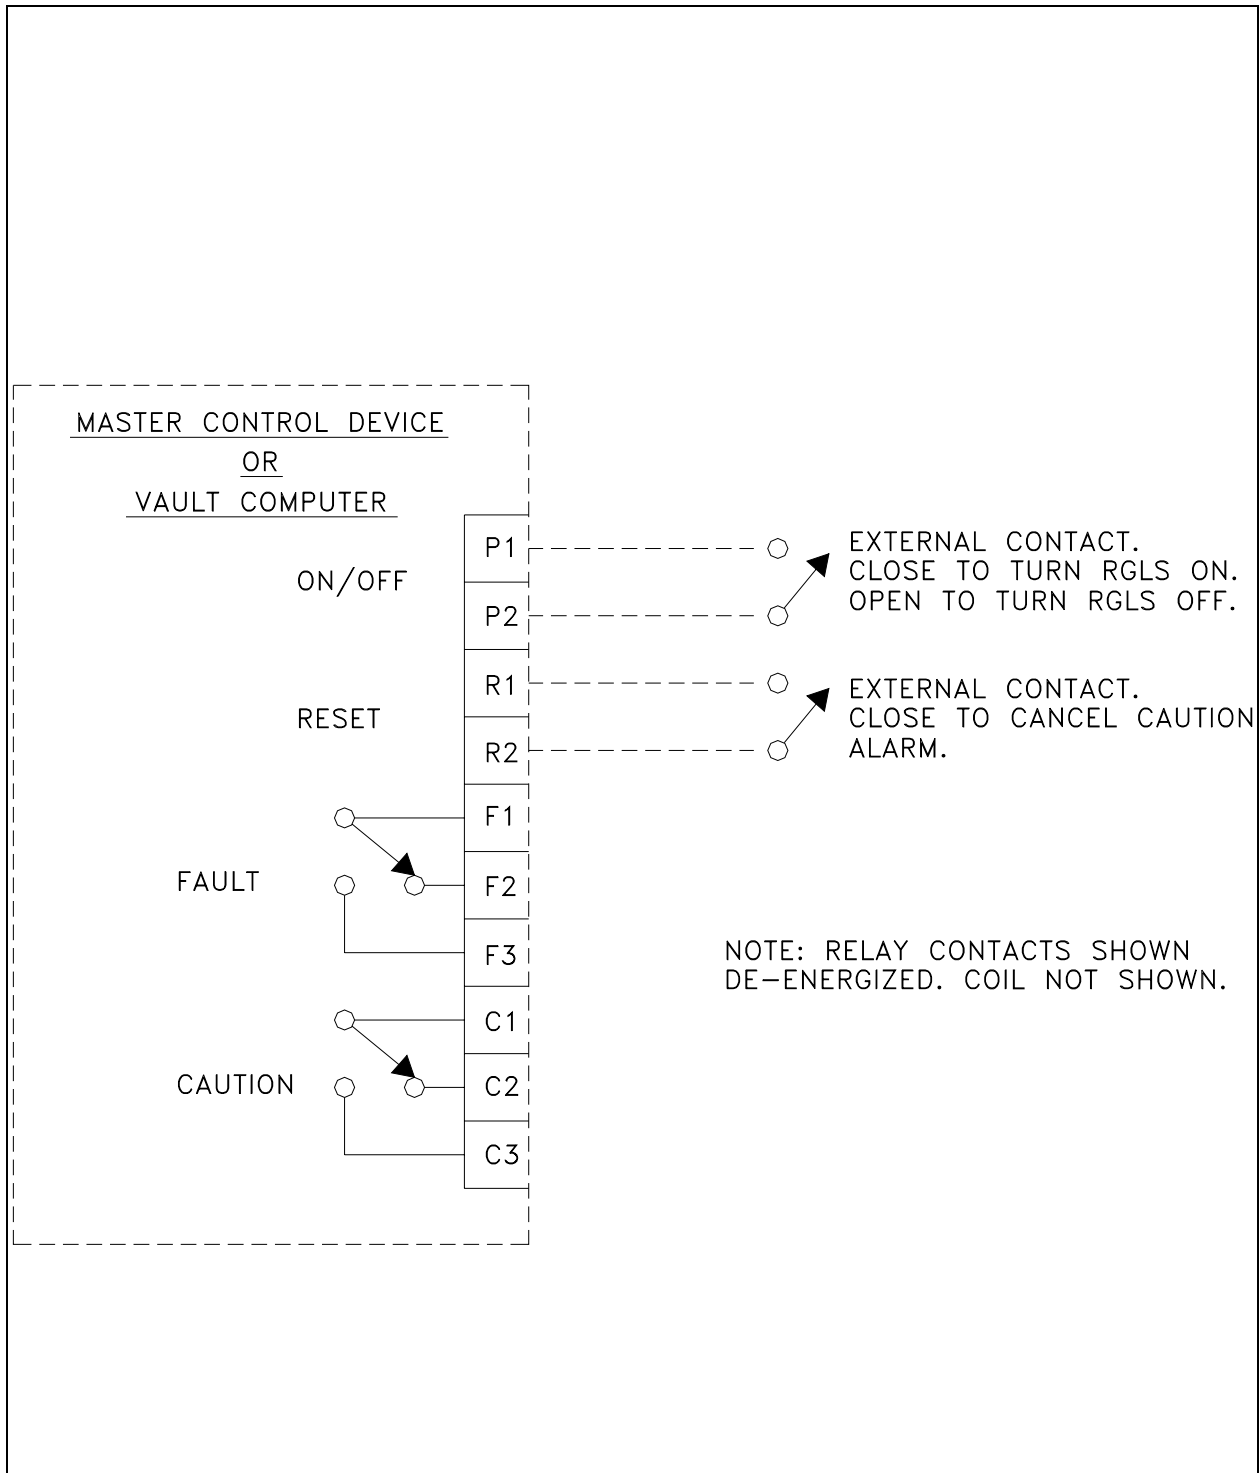 MASTER CONTROL DEVICE
OR
VAULT COMPUTER
ON/OFF
RESET
FAULT
CAUTION
P1
P2
R1
R2
F1
F2
F3
C1
C2
C3
EXTERNAL CONTACT.
CLOSE TO TURN RGLS ON.
OPEN TO TURN RGLS OFF.
EXTERNAL CONTACT.
CLOSE TO CANCEL CAUTION
ALARM.
NOTE: RELAY CONTACTS SHOWN
DE-ENERGIZED. COIL NOT SHOWN.